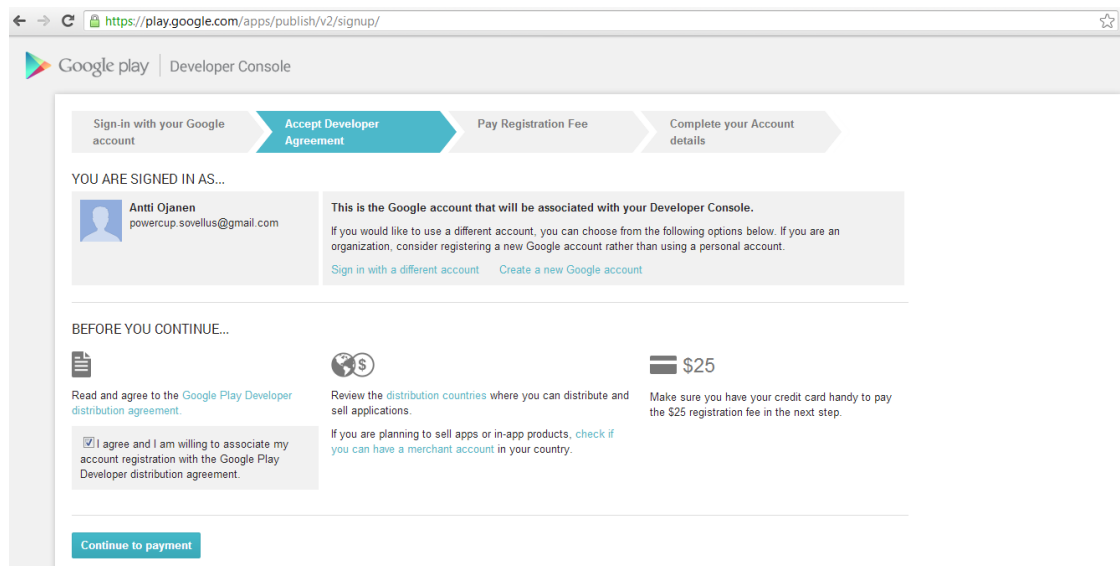 https://play.google.com/apps/publish/v2/signup/
Google play | Developer Console
Sign-in with your Google
account
Accept Developer
Agreement
Pay Registration Fee
Complete your Account
details
YOU ARE SIGNED IN AS...
Antti Ojanen
powercup.sovellus@gmail.com
This is the Google account that will be associated with your Developer Console.
If you would like to use a different account, you can choose from the following options below. If you are an
organization, consider registering a new Google account rather than using a personal account.
Sign in with a different account Create a new Google account
BEFORE YOU CONTINUE...
Read and agree to the Google Play Developer
distribution agreement.
I agree and I am willing to associate my
account registration with the Google Play
Developer distribution agreement.
$
Review the distribution countries where you can distribute and
sell applications.
If you are planning to sell apps or in-app products, check if
you can have a merchant account in your country.
$25
Make sure you have your credit card handy to pay
the $25 registration fee in the next step.
Continue to payment